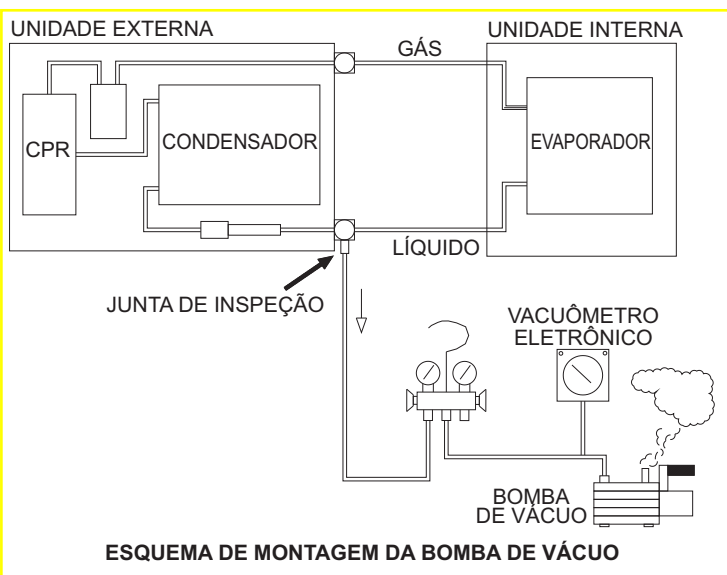 UNIDADE EXTERNA
UNIDADE INTERNA
GÁS
CPR
CONDENSADOR
EVAPORADOR
LÍQUIDO
JUNTA DE INSPEÇÃO
VACUÔMETRO
ELETRÔNICO
BOMBA
DE VÁCUO
ESQUEMA DE MONTAGEM DA BOMBA DE VÁCUO